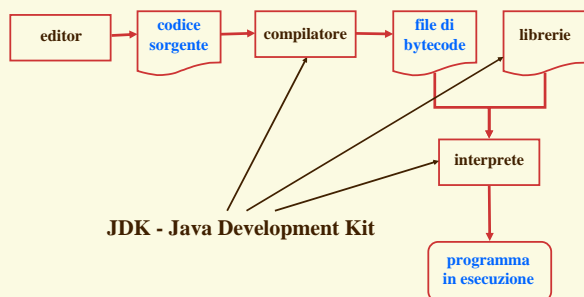 editor
codice
sorgente
compilatore
file di
bytecode
librerie
interprete
JDK - Java Development Kit
programma
in esecuzione